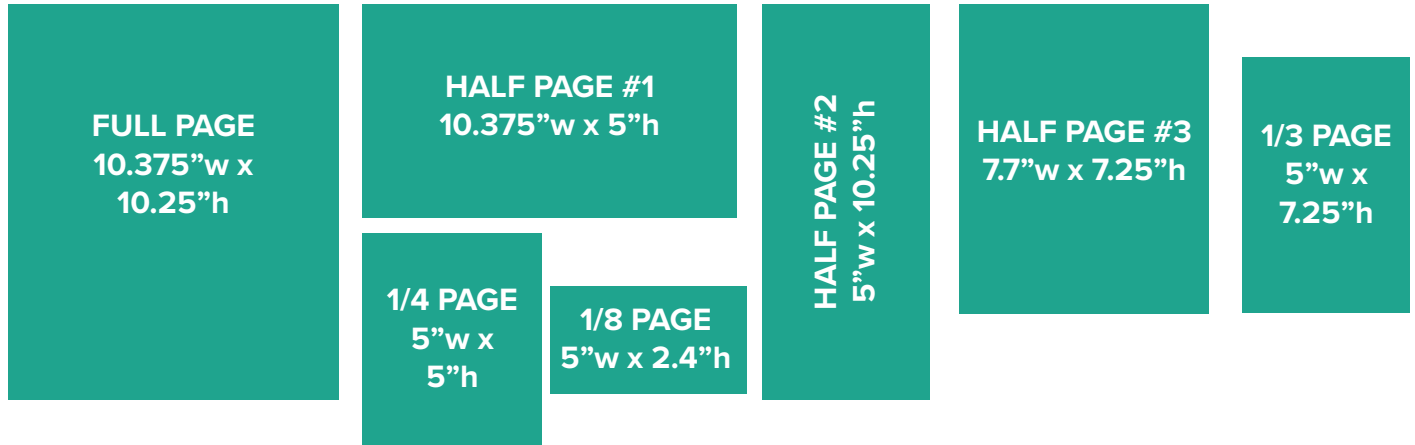 FULL PAGE
10.375”w x
10.25”h
HALF PAGE #1
10.375”w x 5”h
1/4 PAGE
5”w x
5”h
1/8 PAGE
5”w x 2.4”h
HALF PAGE #2
5”w x 10.25”h
HALF PAGE #3
7.7”w x 7.25”h
1/3 PAGE
5”w x
7.25”h